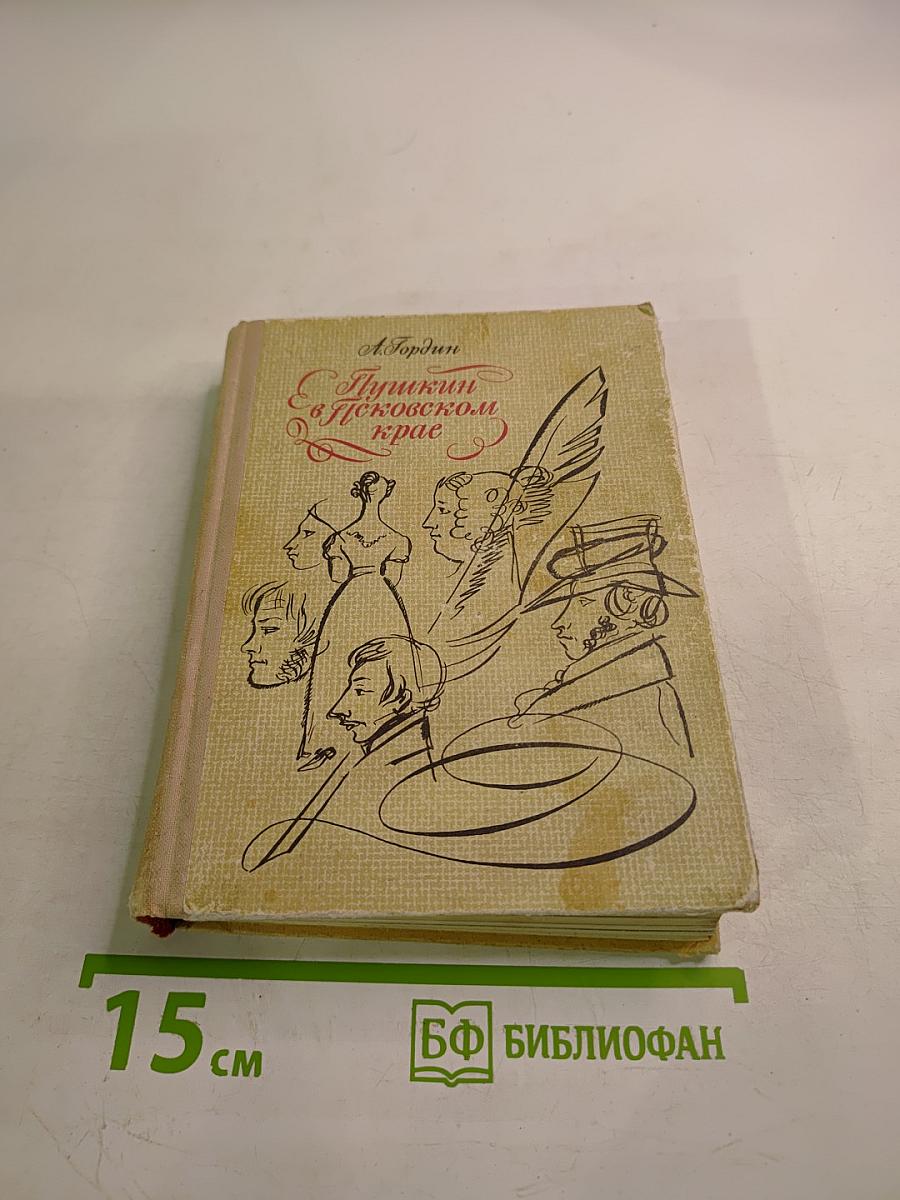 А. Гордин
Пушкин
в Псковском
крае
15 см
БФ БИБЛИОФАН